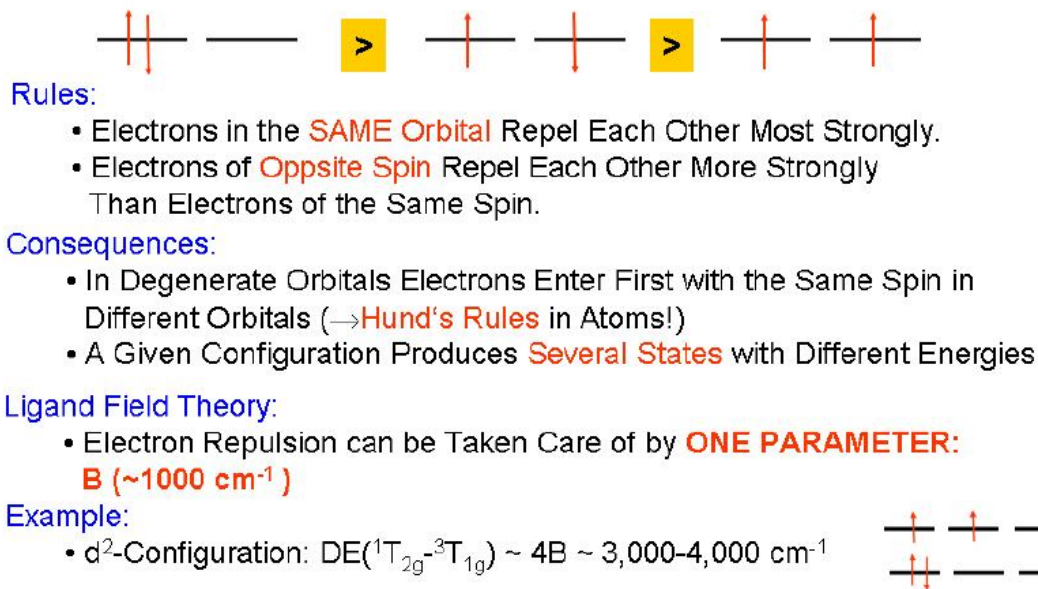 > >
Rules:
• Electrons in the SAME Orbital Repel Each Other Most Strongly.
• Electrons of Oppsite Spin Repel Each Other More Strongly
Than Electrons of the Same Spin.
Consequences:
• In Degenerate Orbitals Electrons Enter First with the Same Spin in
Different Orbitals (→Hund‘s Rules in Atoms!)
• A Given Configuration Produces Several States with Different Energies
Ligand Field Theory:
• Electron Repulsion can be Taken Care of by ONE PARAMETER:
B (~1000 cm⁻¹ )
Example:
• d²-Configuration: DE(¹T₂g-³T₁g) ~ 4B ~ 3,000-4,000 cm⁻¹